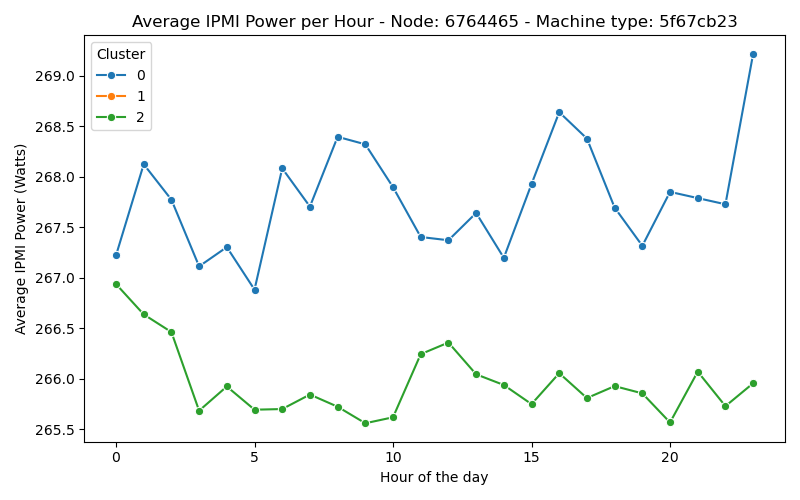 Average IPMI Power per Hour - Node: 6764465 - Machine type: 5f67cb23
Cluster
0
1
2
Average IPMI Power (Watts)
269.0
268.5
268.0
267.5
267.0
266.5
266.0
265.5
0 5 10 15 20
Hour of the day